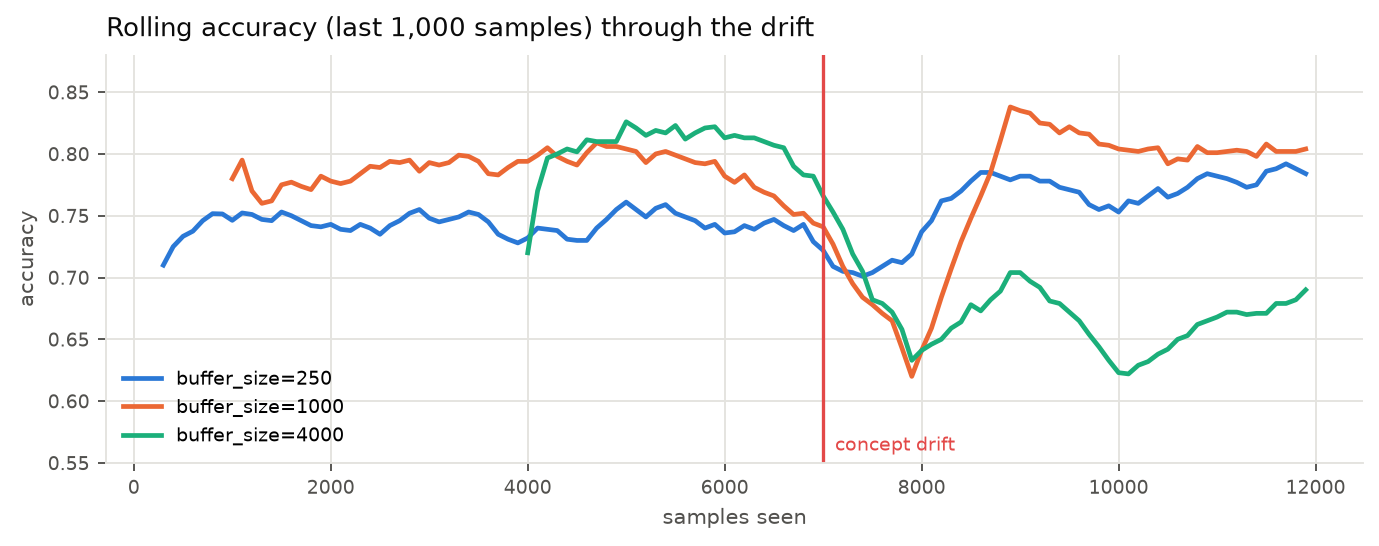 Rolling accuracy (last 1,000 samples) through the drift
accuracy
0.85
0.80
0.75
0.70
0.65
0.60
0.55
buffer_size=250
buffer_size=1000
buffer_size=4000
concept drift
0
2000
4000
6000
8000
10000
12000
samples seen